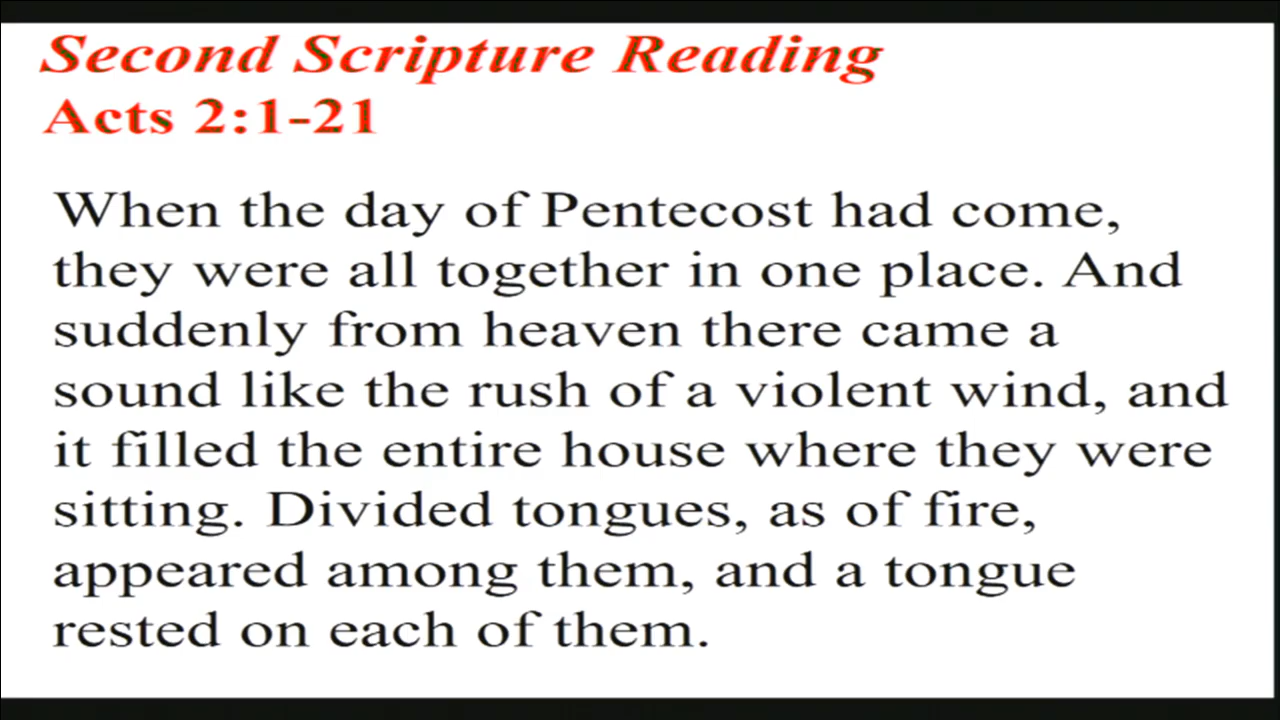 Second Scripture Reading
Acts 2:1-21
When the day of Pentecost had come,
they were all together in one place. And
suddenly from heaven there came a
sound like the rush of a violent wind, and
it filled the entire house where they were
sitting. Divided tongues, as of fire,
appeared among them, and a tongue
rested on each of them.